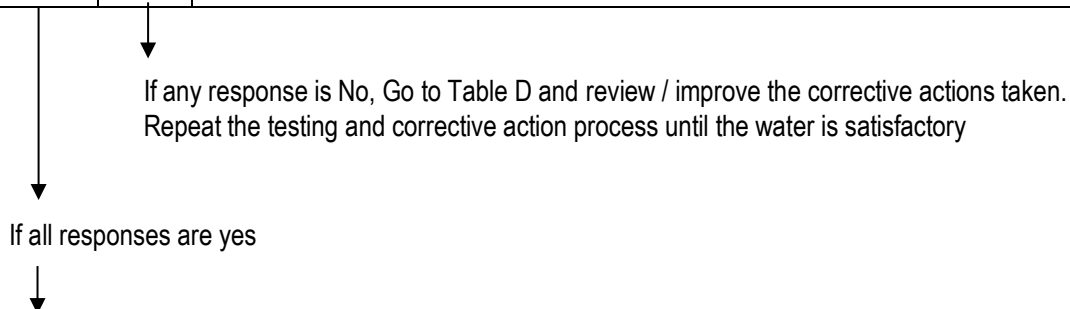 If any response is No, Go to Table D and review / improve the corrective actions taken.
Repeat the testing and corrective action process until the water is satisfactory
If all responses are yes